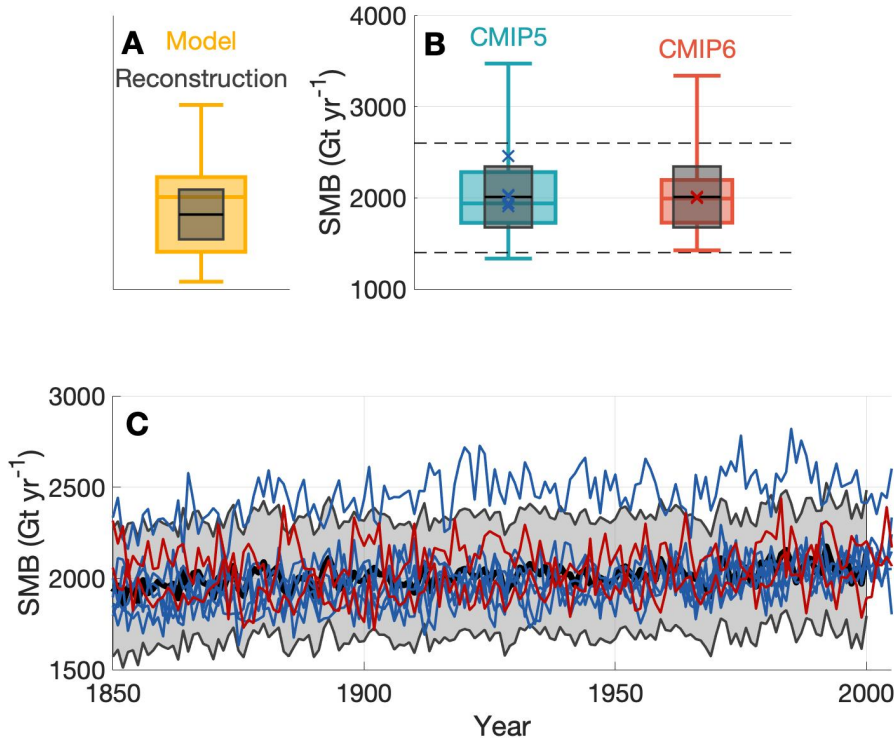 A
Model
Reconstruction
B
CMIP5
CMIP6
4000
3000
2000
1000
SMB (Gt yr⁻¹)
C
3000
2500
2000
1500
SMB (Gt yr⁻¹)
1850
1900
1950
2000
Year